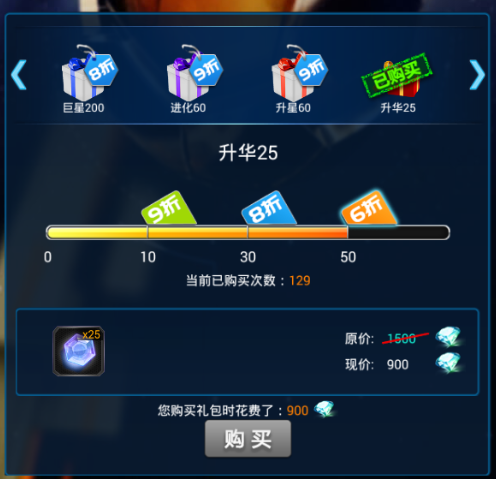 8折
9折
9折
已购买
巨星200
进化60
升星60
升华25
升华25
9折
8折
6折
0
10
30
50
当前已购买次数：129
x25
原价: 1500
现价: 900
您购买礼包时花费了：900
购买